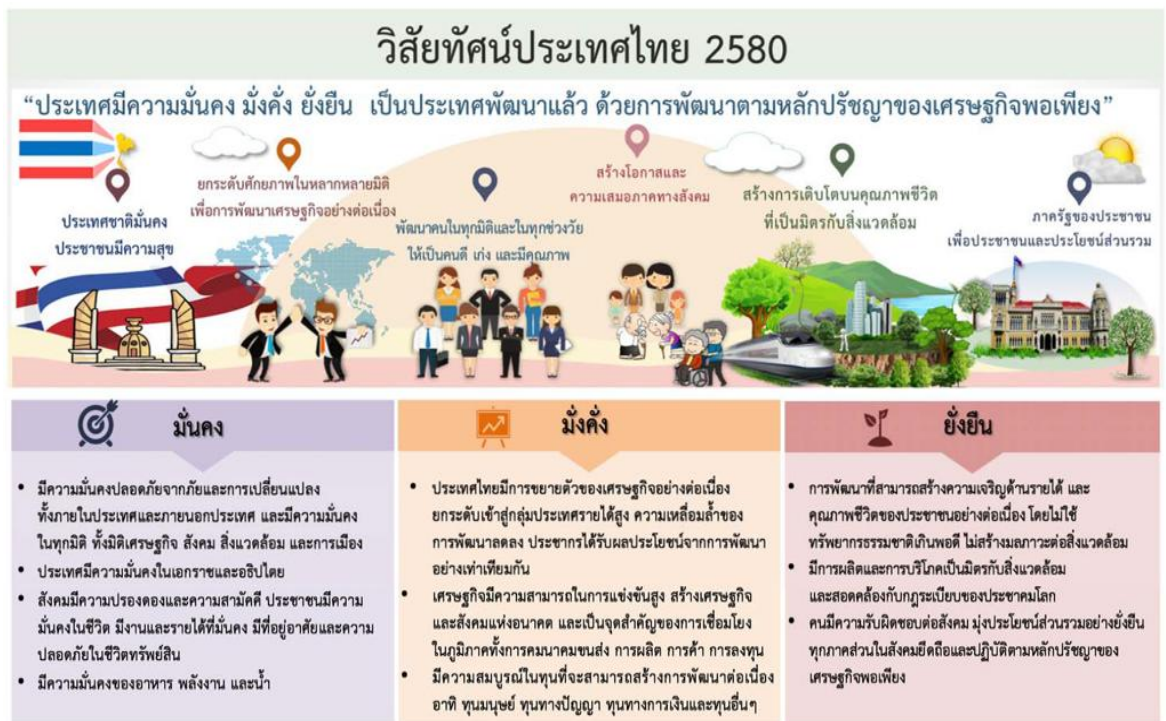 วิสัยทัศน์ประเทศไทย 2580
“ประเทศมีความมั่นคง มั่งคั่ง ยั่งยืน เป็นประเทศพัฒนาแล้ว ด้วยการพัฒนาตามหลักปรัชญาของเศรษฐกิจพอเพียง”
ประเทศชาติมั่นคง
ประชาชนมีความสุข
ยกระดับศักยภาพในหลากหลายมิติ
เพื่อการพัฒนาเศรษฐกิจอย่างต่อเนื่อง
พัฒนาคนในทุกมิติและในทุกช่วงวัย
ให้เป็นคนดี เก่ง และมีคุณภาพ
สร้างโอกาสและ
ความเสมอภาคทางสังคม
สร้างการเติบโตบนคุณภาพชีวิต
ที่เป็นมิตรกับสิ่งแวดล้อม
ภาครัฐของประชาชน
เพื่อประชาชนและประโยชน์ส่วนรวม
มั่นคง
• มีความมั่นคงปลอดภัยจากภัยและการเปลี่ยนแปลง
ทั้งภายในประเทศและภายนอกประเทศ และมีความมั่นคง
ในทุกมิติ ทั้งมิติเศรษฐกิจ สังคม สิ่งแวดล้อม และการเมือง
• ประเทศมีความมั่นคงในเอกราชและอธิปไตย
• สังคมมีความปรองดองและความสามัคคี ประชาชนมีความ
มั่นคงในชีวิต มีงานและรายได้ที่มั่นคง มีที่อยู่อาศัยและความ
ปลอดภัยในชีวิตทรัพย์สิน
• มีความมั่นคงของอาหาร พลังงาน และน้ำ
มั่งคั่ง
• ประเทศไทยมีการขยายตัวของเศรษฐกิจอย่างต่อเนื่อง
ยกระดับเข้าสู่กลุ่มประเทศรายได้สูง ความเหลื่อมล้ำของ
การพัฒนาลดลง ประชากรได้รับผลประโยชน์จากการพัฒนา
อย่างเท่าเทียมกัน
• เศรษฐกิจมีความสามารถในการแข่งขันสูง สร้างเศรษฐกิจ
และสังคมแห่งอนาคต และเป็นจุดสำคัญของการเชื่อมโยง
ในภูมิภาคทั้งการคมนาคมขนส่ง การผลิต การค้า การลงทุน
• มีความสมบูรณ์ในทุนที่จะสามารถสร้างการพัฒนาต่อเนื่อง
อาทิ ทุนมนุษย์ ทุนทางปัญญา ทุนทางการเงินและทุนอื่นๆ
ยั่งยืน
• การพัฒนาที่สามารถสร้างความเจริญด้านรายได้ และ
คุณภาพชีวิตของประชาชนอย่างต่อเนื่อง โดยไม่ใช้
ทรัพยากรธรรมชาติเกินพอดี ไม่สร้างมลภาวะต่อสิ่งแวดล้อม
• มีการผลิตและการบริโภคเป็นมิตรกับสิ่งแวดล้อม
และสอดคล้องกับกฎระเบียบของประชาคมโลก
• คนมีความรับผิดชอบต่อสังคม มุ่งประโยชน์ส่วนรวมอย่างยั่งยืน
ทุกภาคส่วนในสังคมยึดถือและปฏิบัติตามหลักปรัชญาของ
เศรษฐกิจพอเพียง